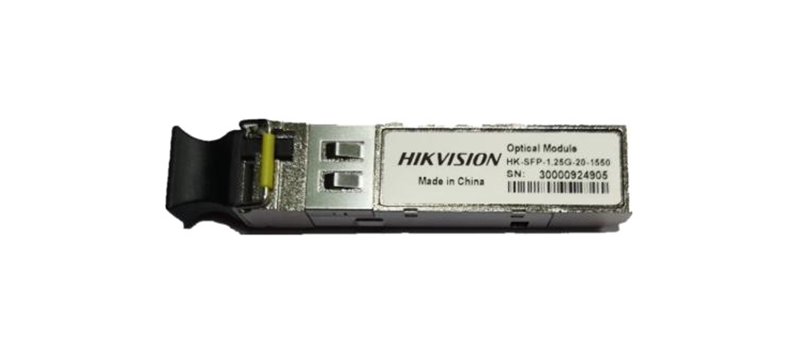 HIKVISION
Made in China
Optical Module
HK-SFP-1.25G-20-1550
SN: 30000924905